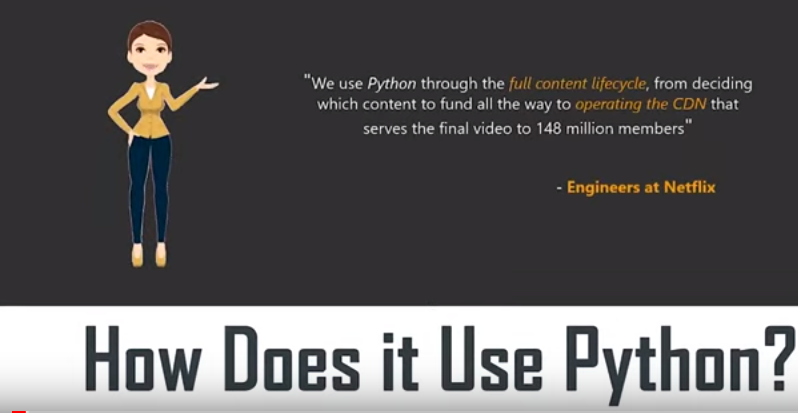 "We use Python through the full content lifecycle, from deciding
which content to fund all the way to operating the CDN that
serves the final video to 148 million members"
- Engineers at Netflix
How Does it Use Python?